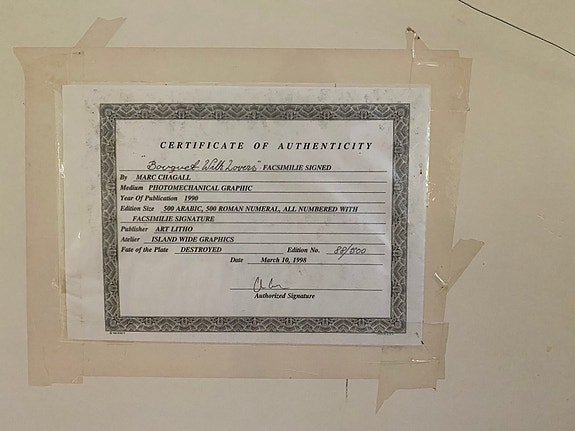 CERTIFICATE OF AUTHENTICITY
"Bouquet With Lovers" FACSIMILIE SIGNED
By MARC CHAGALL
Medium PHOTOMECHANICAL GRAPHIC
Year Of Publication 1990
Edition Size 500 ARABIC, 500 ROMAN NUMERAL, ALL NUMBERED WITH
FACSIMILIE SIGNATURE
Publisher ART LITHO
Atelier ISLAND WIDE GRAPHICS
Fate of the Plate DESTROYED Edition No. 88/500
Date March 10, 1998
Authorized Signature